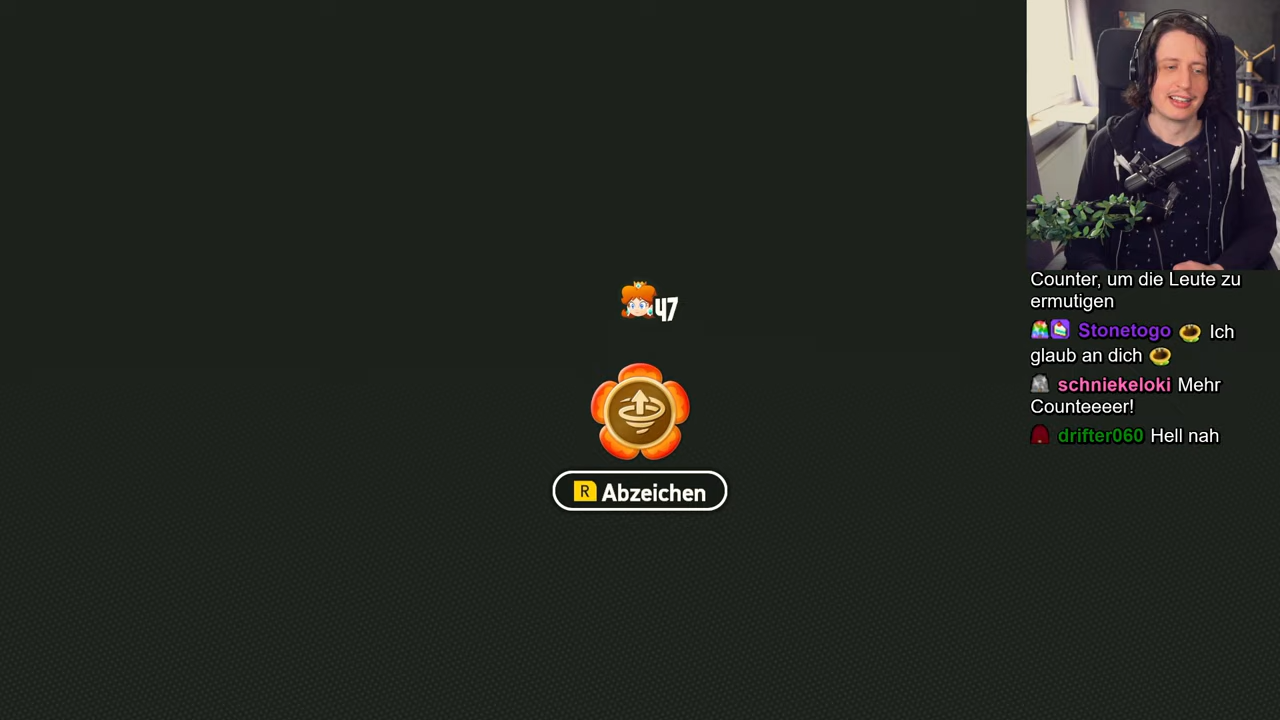 47
R Abzeichen
Counter, um die Leute zu
ermutigen
Stonetogo Ich
glaub an dich
schniekeloki Mehr
Counteeeer!
drifter060 Hell nah